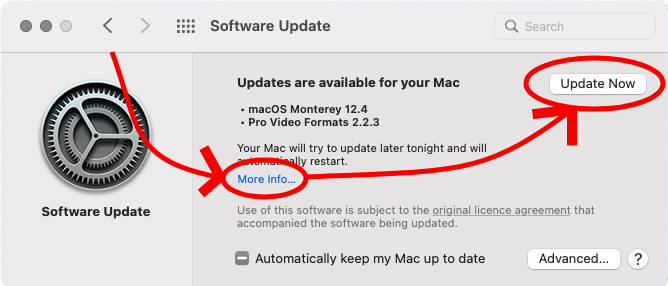 Software Update
Search
Updates are available for your Mac
Update Now
• macOS Monterey 12.4
• Pro Video Formats 2.2.3
Your Mac will try to update later tonight and will
automatically restart.
More Info...
Software Update
Use of this software is subject to the original licence agreement that
accompanied the software being updated.
Automatically keep my Mac up to date
Advanced...
?